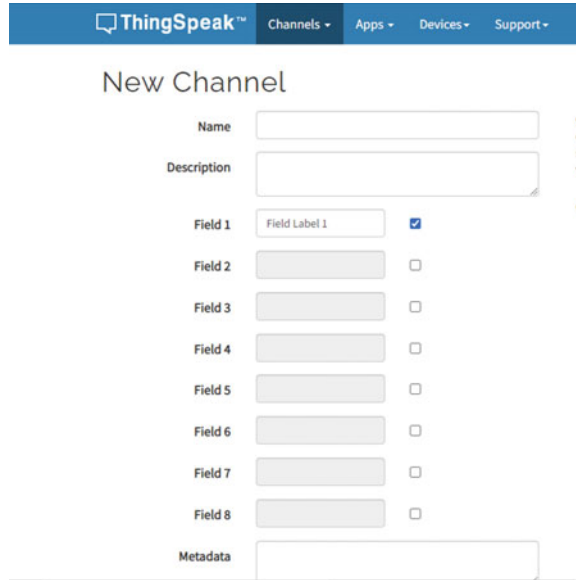 ThingSpeak™ Channels Apps Devices Support
New Channel
Name
Description
Field 1 Field Label 1
Field 2
Field 3
Field 4
Field 5
Field 6
Field 7
Field 8
Metadata